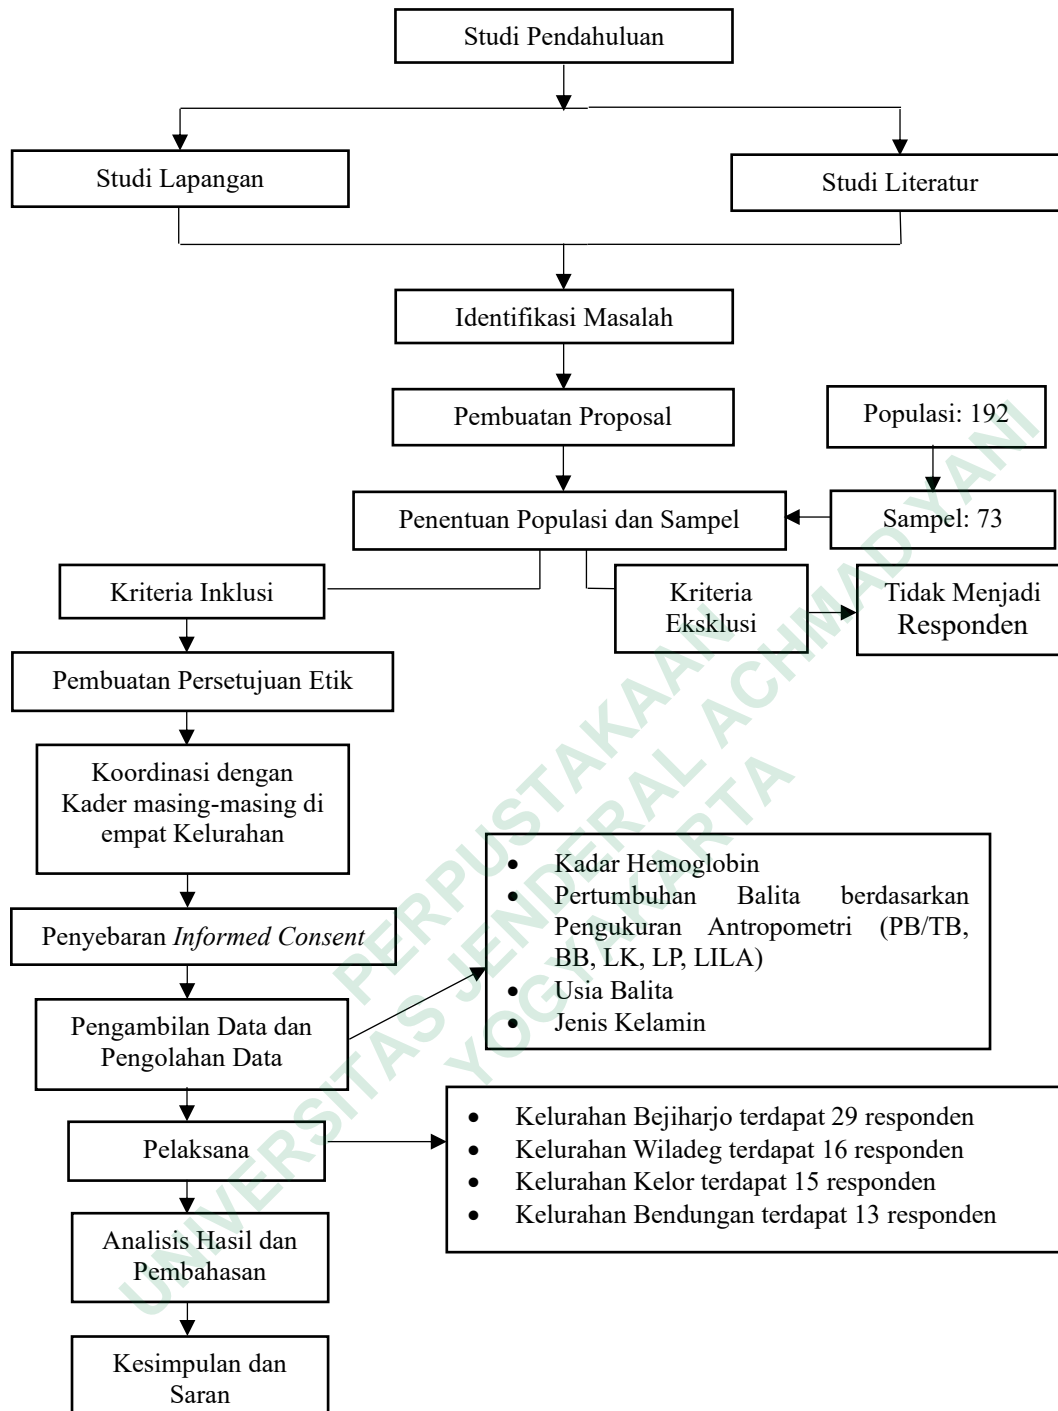 Studi Pendahuluan
Studi Lapangan
Studi Literatur
Identifikasi Masalah
Pembuatan Proposal
Populasi: 192
Penentuan Populasi dan Sampel
Sampel: 73
Kriteria Inklusi
Kriteria
Eksklusi
Tidak Menjadi
Responden
Pembuatan Persetujuan Etik
Koordinasi dengan
Kader masing-masing di
empat Kelurahan
Penyebaran Informed Consent
Pengambilan Data dan
Pengolahan Data
• Kadar Hemoglobin
• Pertumbuhan Balita berdasarkan
Pengukuran Antropometri (PB/TB,
BB, LK, LP, LILA)
• Usia Balita
• Jenis Kelamin
Pelaksana
• Kelurahan Bejiharjo terdapat 29 responden
• Kelurahan Wiladeg terdapat 16 responden
• Kelurahan Kelor terdapat 15 responden
• Kelurahan Bendungan terdapat 13 responden
Analisis Hasil dan
Pembahasan
Kesimpulan dan
Saran
PERPUSTAKAAN
UNIVERSITAS JENDERAL ACHMAD YANI
YOGYAKARTA